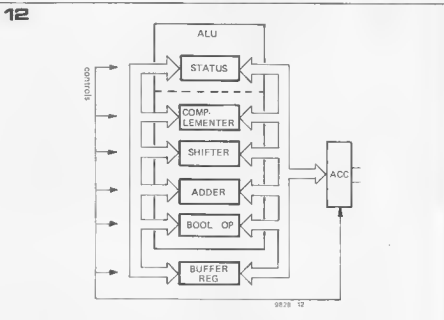 12
ALU
STATUS
controls
COMP-
LEMENTER
SHIFTER
ACC
ADDER
BOOL OP
BUFFER
REG
9828 12